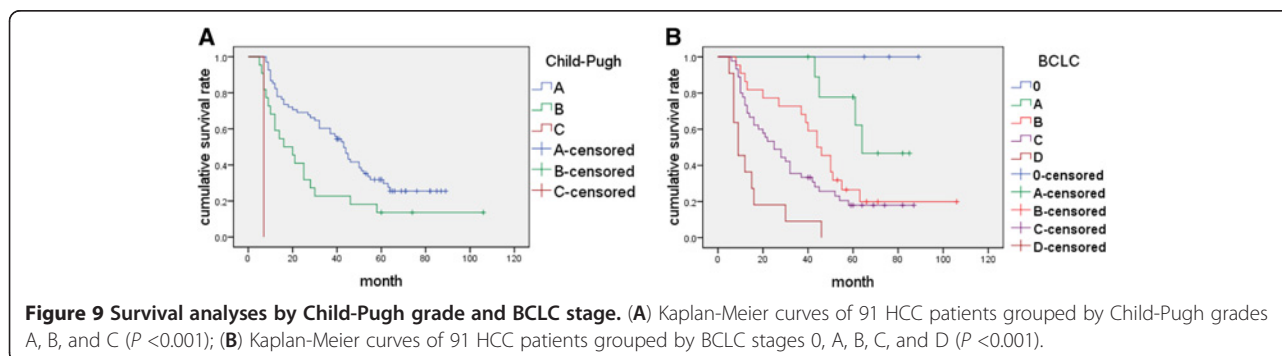 A
Child-Pugh
A
B
C
A-censored
B-censored
C-censored
cumulative survival rate
1.0
0.8
0.6
0.4
0.2
0.0
0 20 40 60 80 100 120
month
B
BCLC
0
A
B
C
D
0-censored
A-censored
B-censored
C-censored
D-censored
cumulative survival rate
1.0
0.8
0.6
0.4
0.2
0.0
0 20 40 60 80 100 120
month
Figure 9 Survival analyses by Child-Pugh grade and BCLC stage. (A) Kaplan-Meier curves of 91 HCC patients grouped by Child-Pugh grades
A, B, and C (P <0.001); (B) Kaplan-Meier curves of 91 HCC patients grouped by BCLC stages 0, A, B, C, and D (P <0.001).